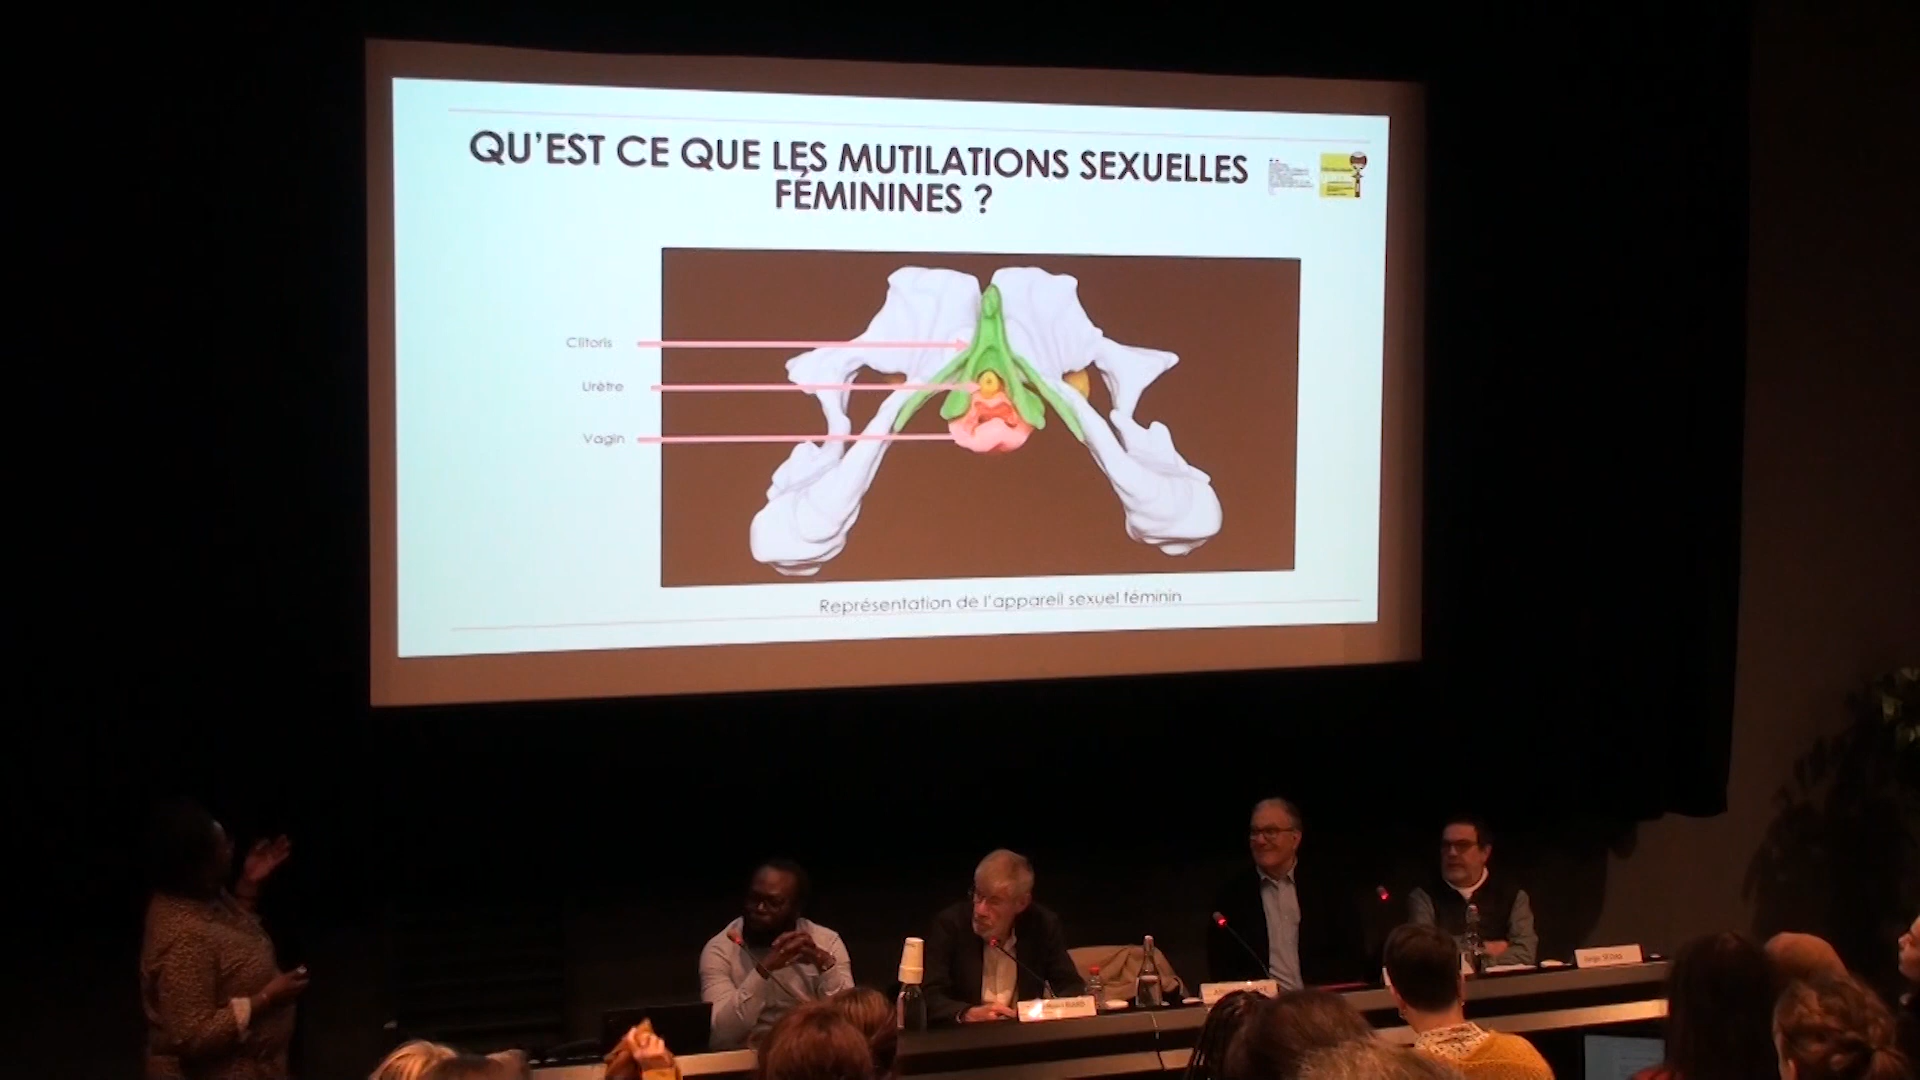 QU'EST CE QUE LES MUTILATIONS SEXUELLES
FÉMININES ?
Clitoris
Urètre
Vagin
Représentation de l'appareil sexuel féminin